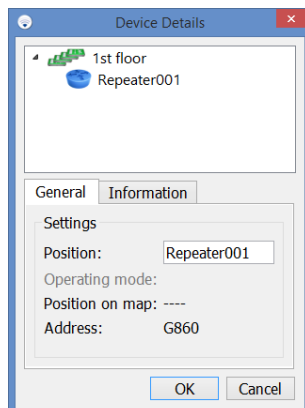 Device Details
1st floor
Repeater001
General Information
Settings
Position: Repeater001
Operating mode:
Position on map: ----
Address: G860
OK Cancel